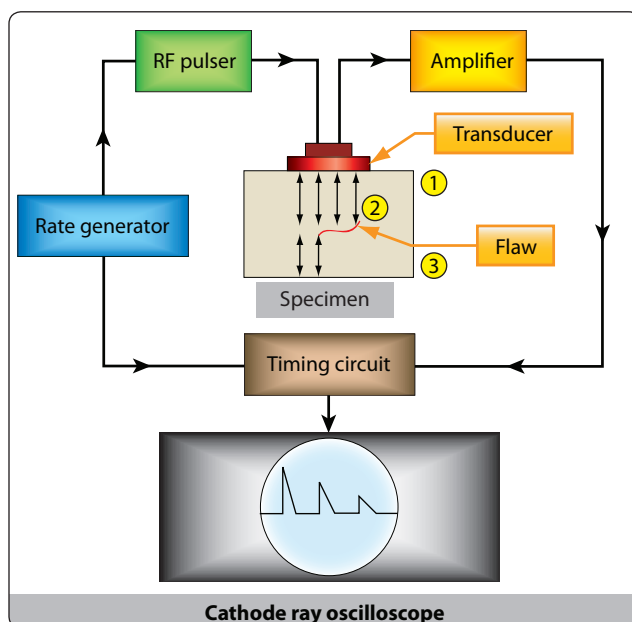 RF pulser
Amplifier
Transducer
1
2
Rate generator
Flaw
3
Specimen
Timing circuit
Cathode ray oscilloscope